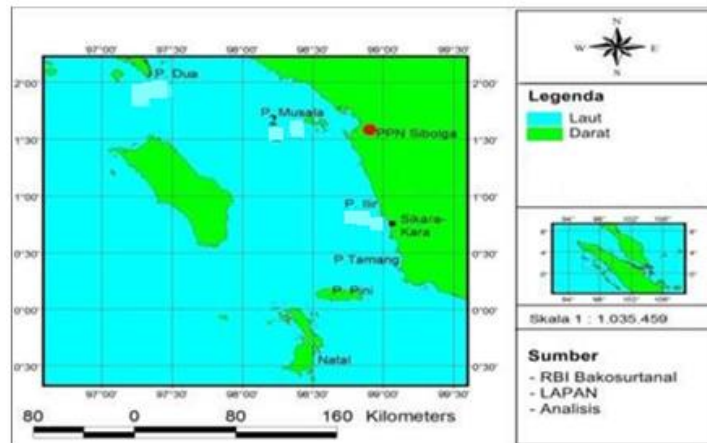 N
W E
S
Legenda
Laut
Darat
97°00' 97°30' 98°00' 98°30' 99°00' 99°30'
2°00'
1°30'
1°00'
0°30'
0°00'
0°30'
P. Dua
P. Musala
2
PPN Sibolga
P. Ilir
Sikara-
Kara
P Tamang
P. Pini
Natal
2°00'
1°30'
1°00'
0°30'
0°00'
0°30'
97°00' 97°30' 98°00' 98°30' 99°00' 99°30'
80 0 80 160 Kilometers
Skala 1 : 1.035.459
Sumber
- RBI Bakosurtanal
- LAPAN
- Analisis